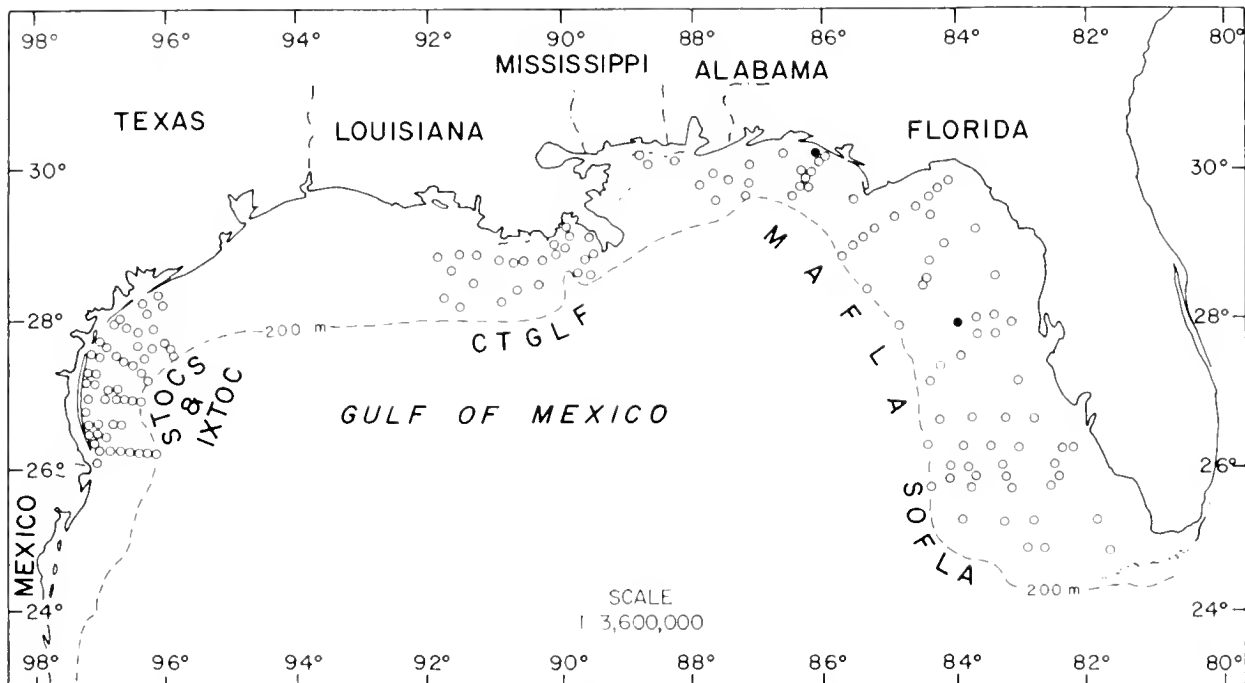 98° 96° 94° 92° 90° 88° 86° 84° 82° 80°
MISSISSIPPI ALABAMA
TEXAS LOUISIANA FLORIDA
30° 30°
MAFLA
28° 200 m 28°
CTGLF
STOCS
&
IXTOC
GULF OF MEXICO
26° 26°
SOFLA
MEXICO
200 m
SCALE
24° 24°
1 3,600,000
98° 96° 94° 92° 90° 88° 86° 84° 82° 80°